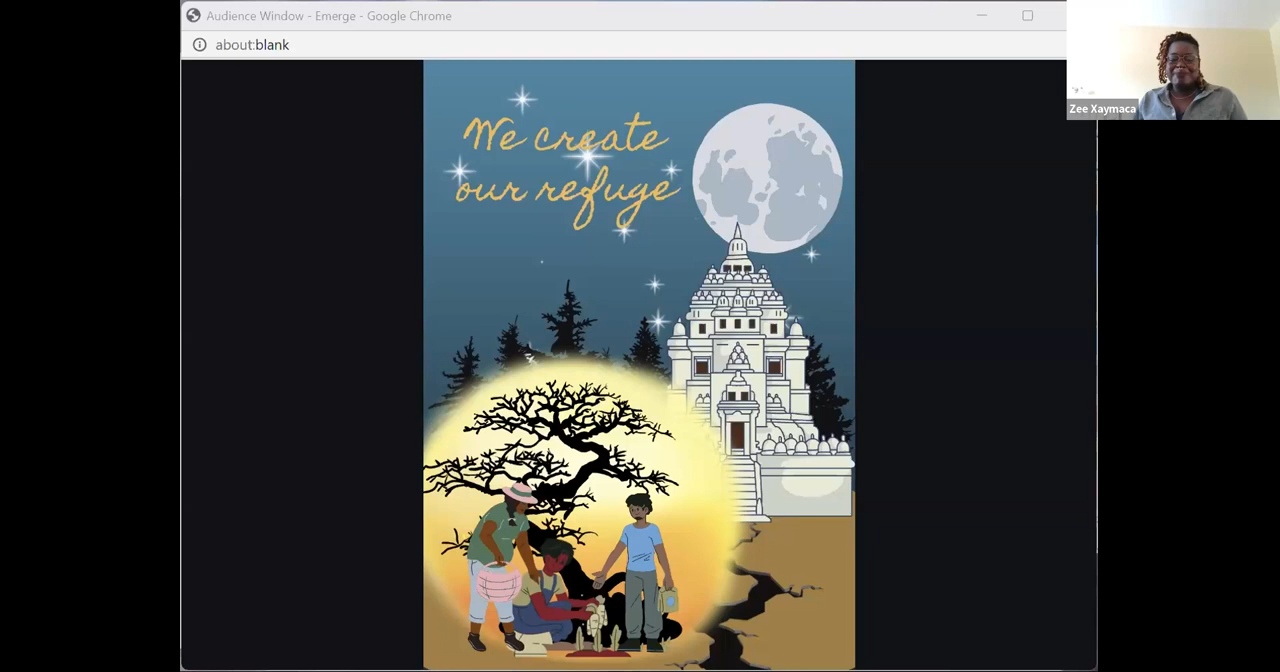 Audience Window - Emerge - Google Chrome
about:blank
Zee Xaymaca
We create
our refuge